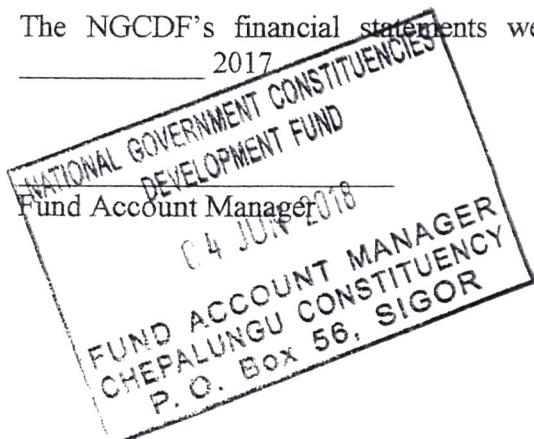 The NGCDF's financial statements we
____________ 2017
Fund Account Manager
NATIONAL GOVERNMENT CONSTITUENCIES
DEVELOPMENT FUND
04 JUN 2018
FUND ACCOUNT MANAGER
CHEPALUNGU CONSTITUENCY
P. O. Box 56, SIGOR